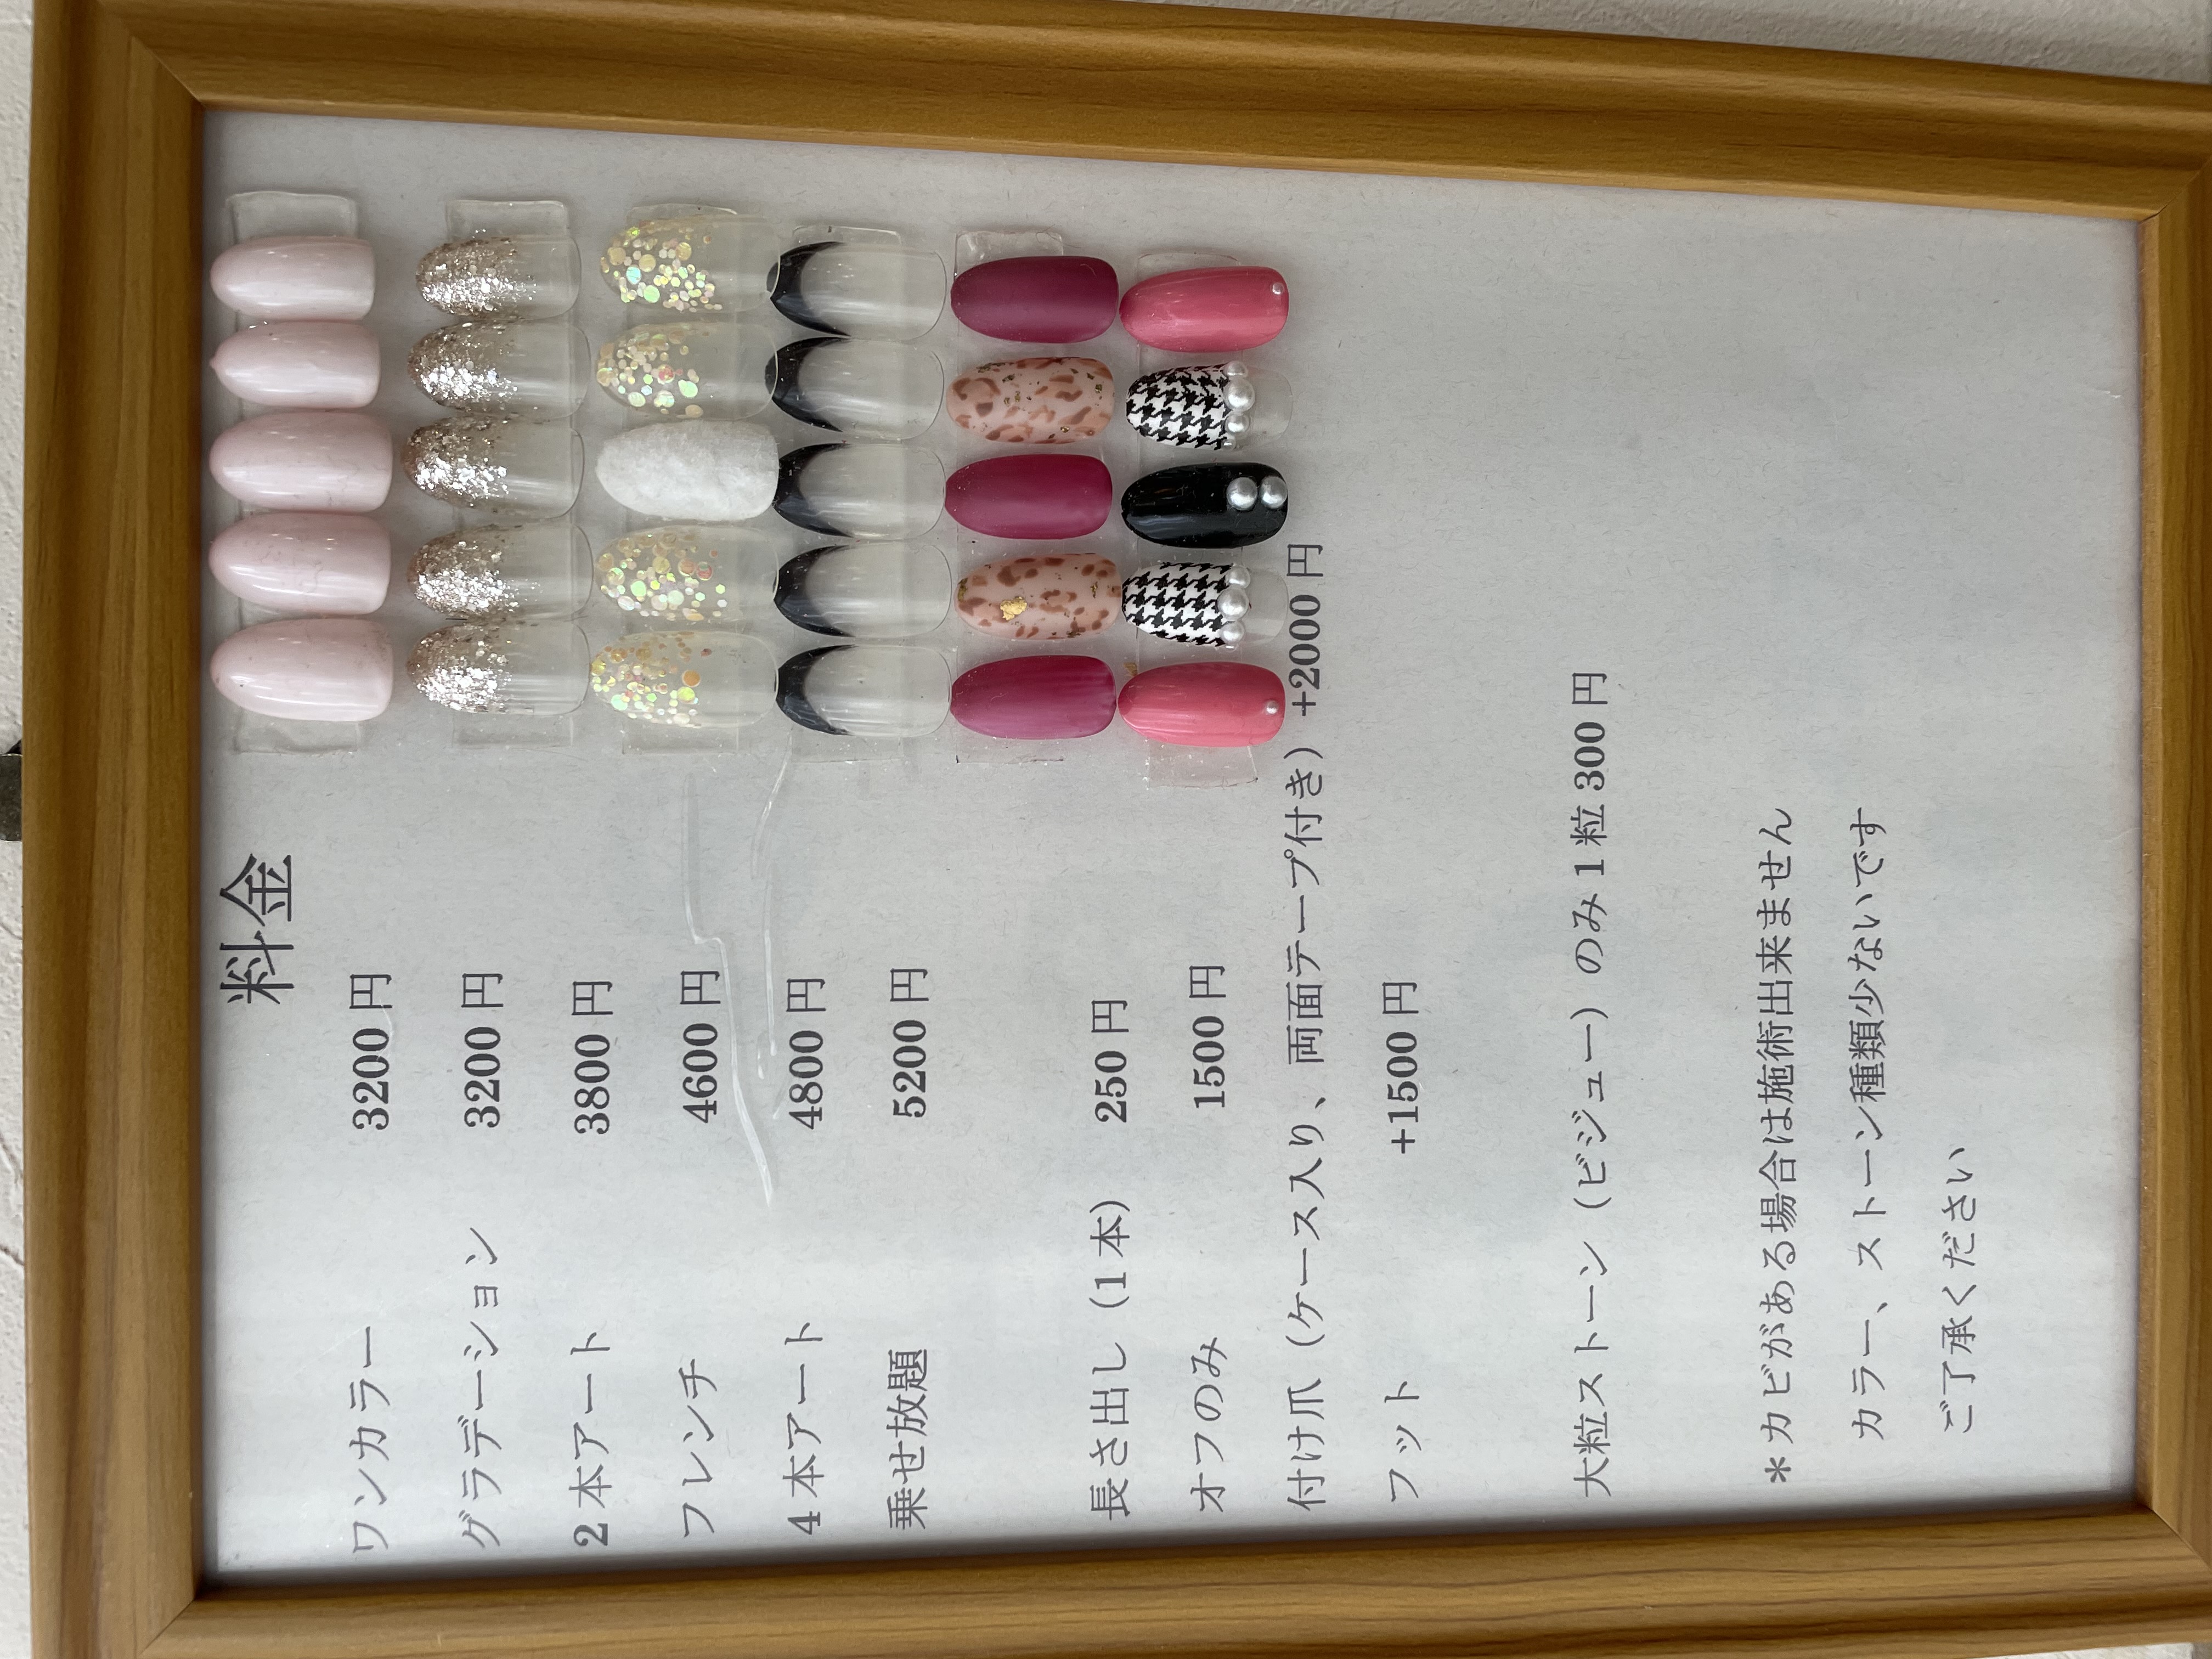 料金
ワンカラー 3200 円
グラデーション 3200 円
2 本アート 3800 円
フレンチ 4600 円
4 本アート 4800 円
乗せ放題 5200 円
長さ出し（1 本） 250 円
オフのみ 1500 円
付け爪（ケース入り、両面テープ付き）+2000 円
フット +1500 円
大粒ストーン（ビジュー）のみ 1 粒 300 円
＊カビがある場合は施術出来ません
カラー、ストーン種類少ないです
ご了承ください